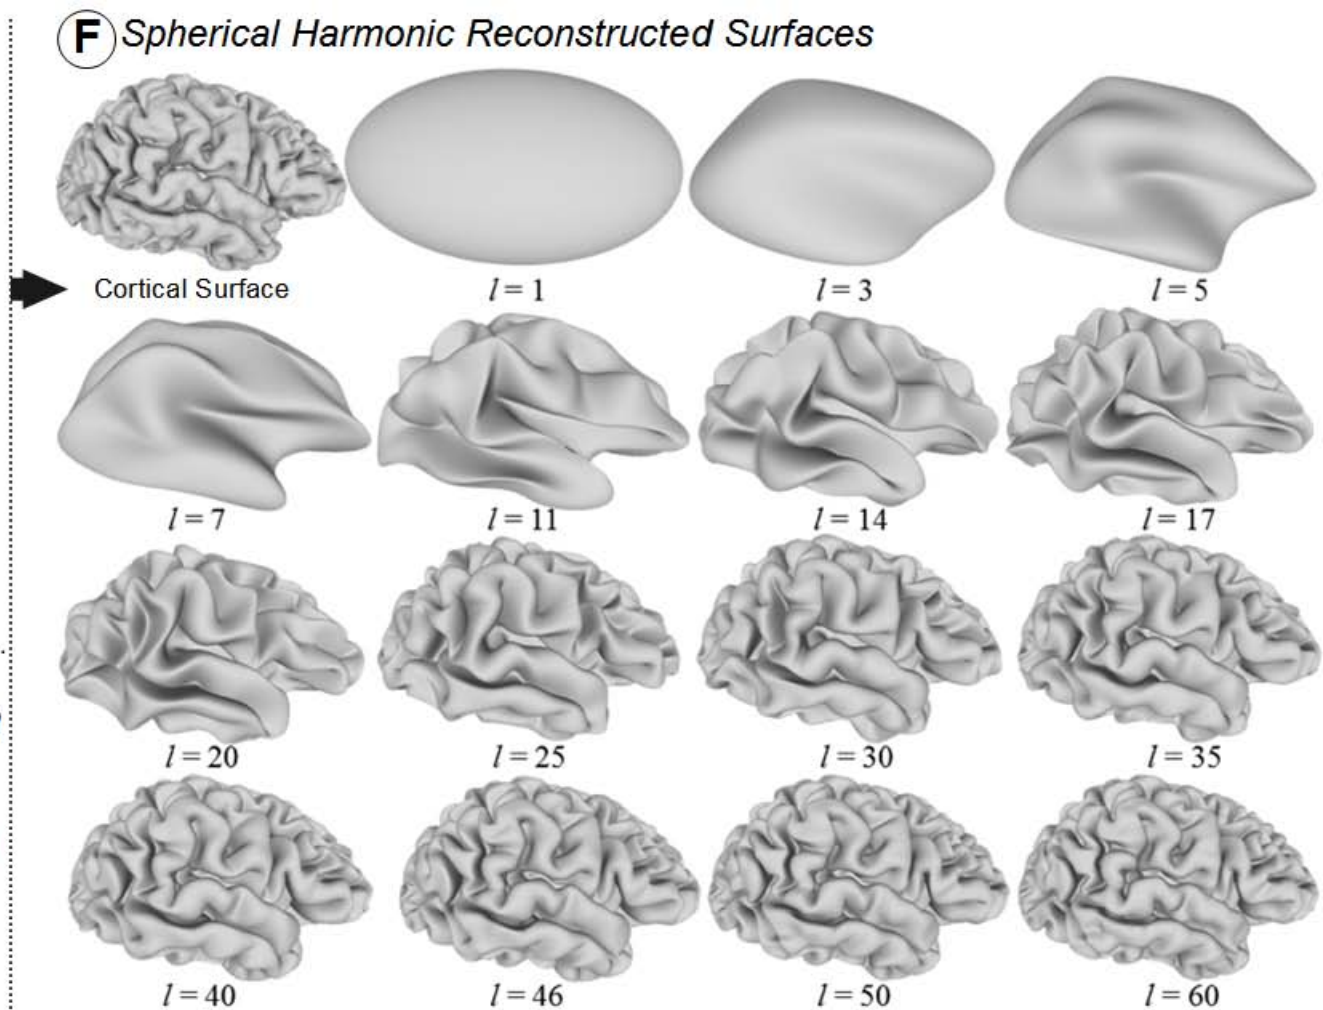 F Spherical Harmonic Reconstructed Surfaces
Cortical Surface
l = 1
l = 3
l = 5
l = 7
l = 11
l = 14
l = 17
l = 20
l = 25
l = 30
l = 35
l = 40
l = 46
l = 50
l = 60